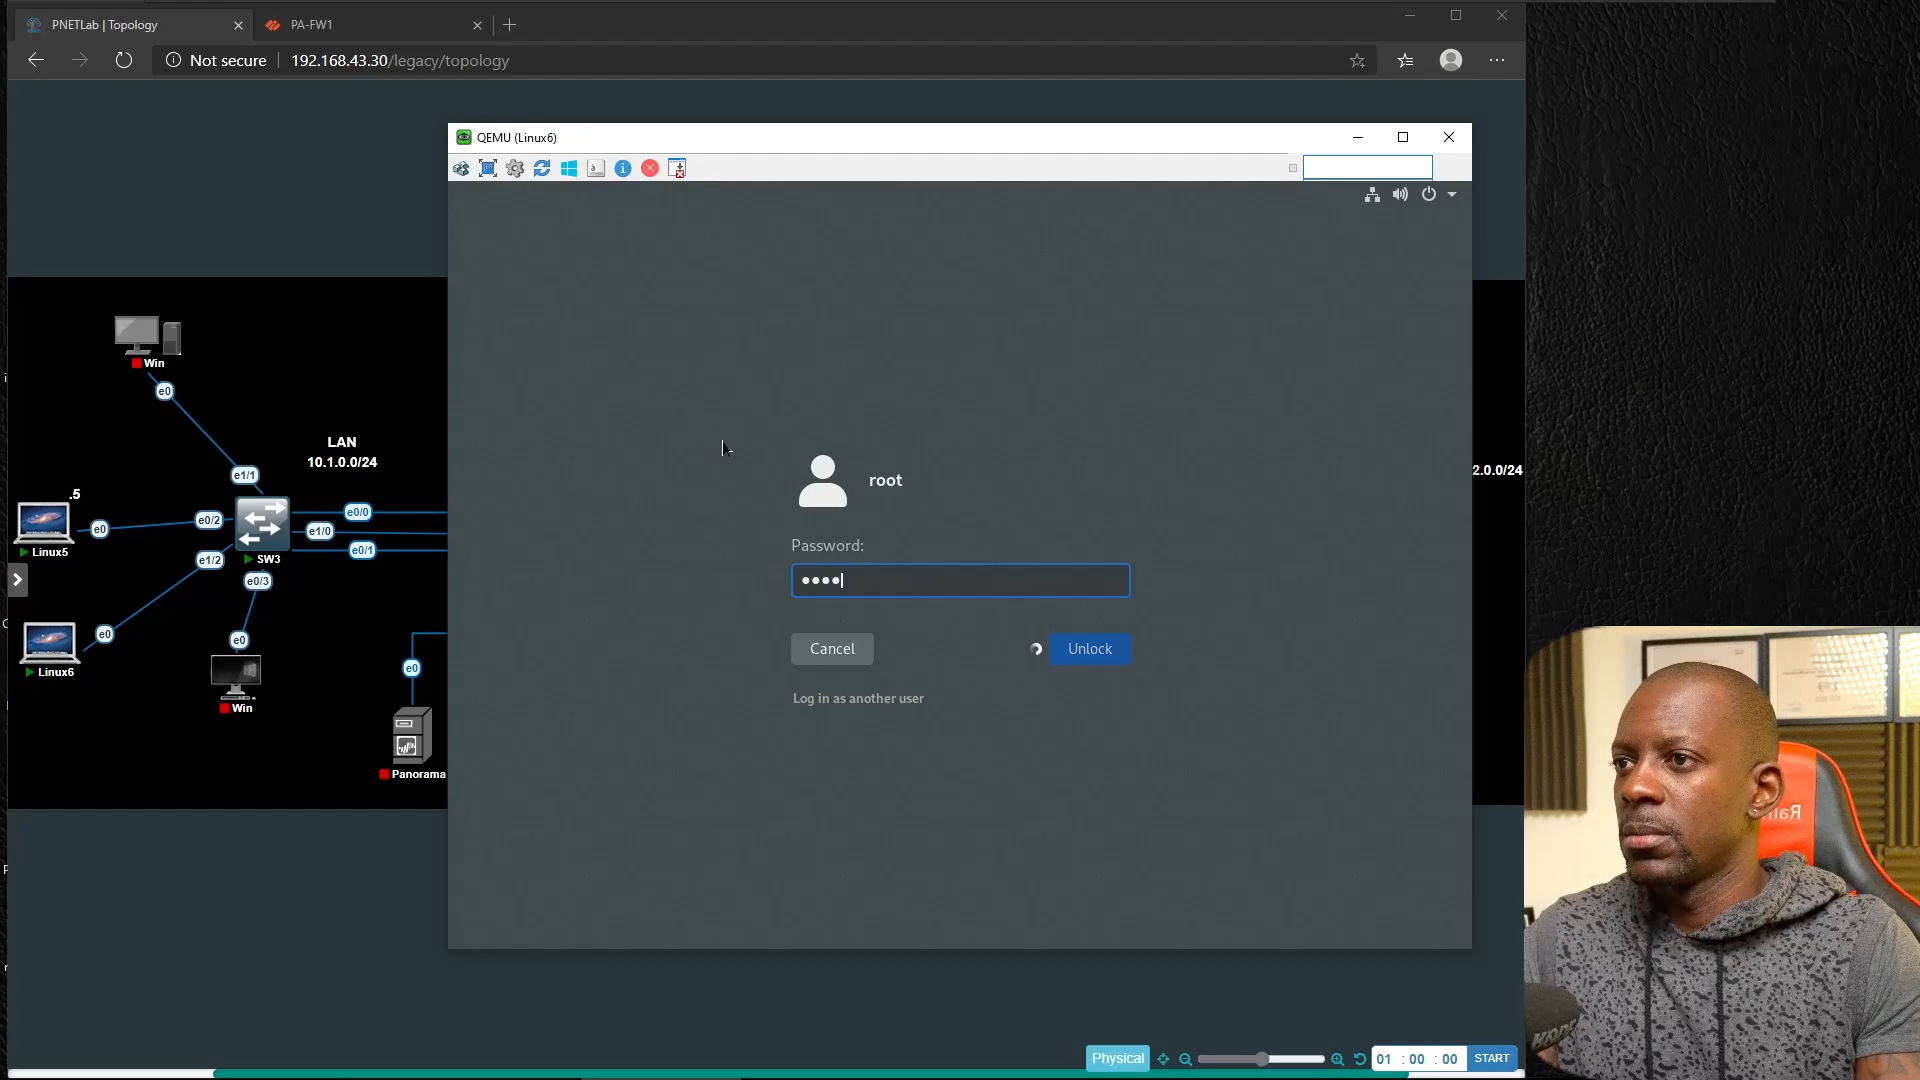 PNETLab | Topology
PA-FW1
Not secure
192.168.43.30/legacy/topology
QEMU (Linux6)
Win
e0
LAN
10.1.0.0/24
e1/1
.5
e0/0
e0
e0/2
e1/0
e0/1
Linux5
e1/2
SW3
e0/3
e0
e0
Linux6
Win
e0
Panorama
root
Password:
Cancel
Unlock
Log in as another user
2.0.0/24
Physical
01 : 00 : 00
START